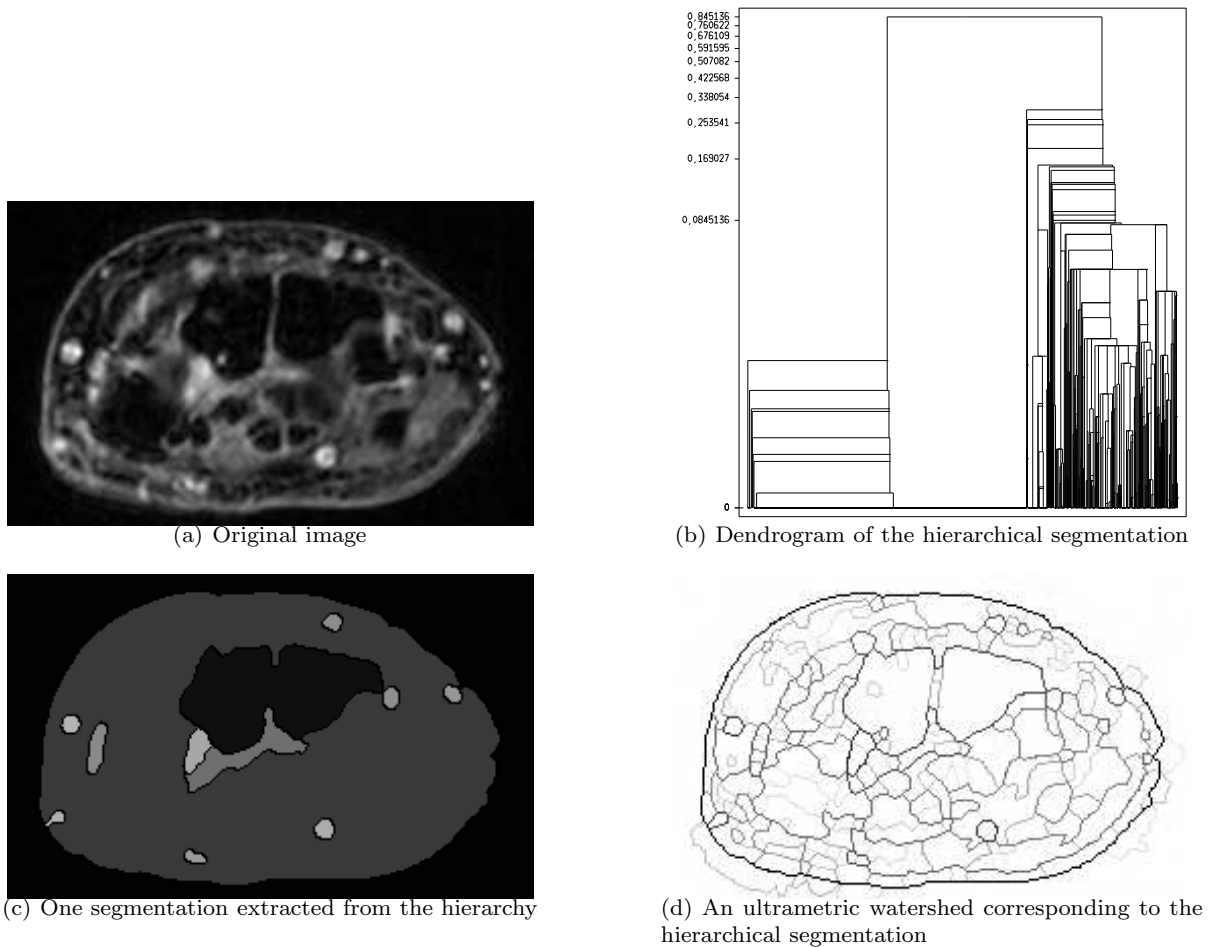 0,845136
0,760622
0,676109
0,591595
0,507082
0,422568
0,338054
0,253541
0,169027
0,0845136
0
(a) Original image
(b) Dendrogram of the hierarchical segmentation
(c) One segmentation extracted from the hierarchy
(d) An ultrametric watershed corresponding to the
hierarchical segmentation